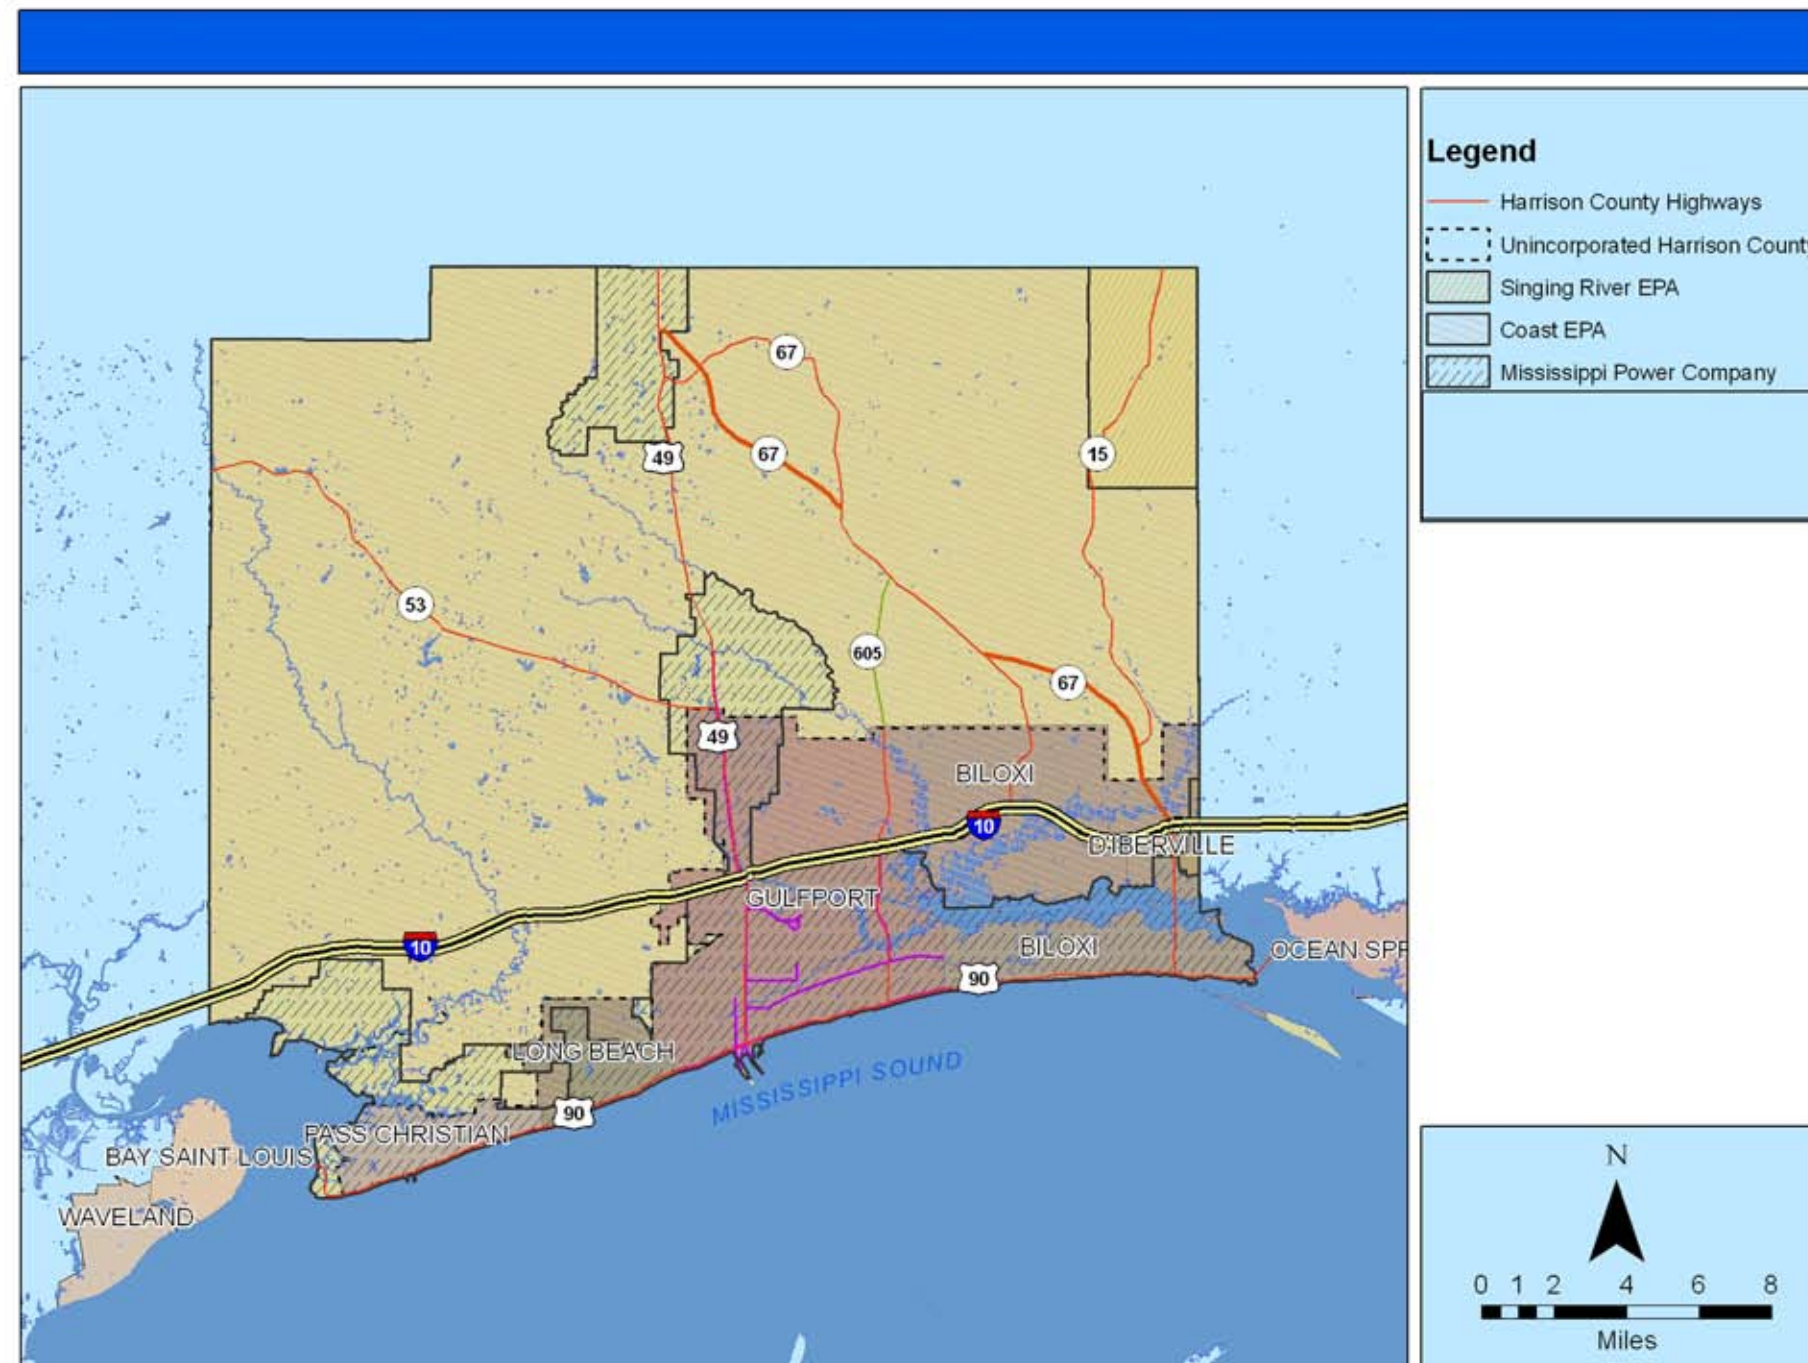 Legend
Harrison County Highways
Unincorporated Harrison County
Singing River EPA
Coast EPA
Mississippi Power Company
67
49
67
15
53
605
67
49
BILOXI
10
D'IBERVILLE
GULFPORT
10
BILOXI
OCEAN SPR
90
LONG BEACH
MISSISSIPPI SOUND
90
PASS CHRISTIAN
BAY SAINT LOUIS
WAVELAND
N
0 1 2 4 6 8
Miles